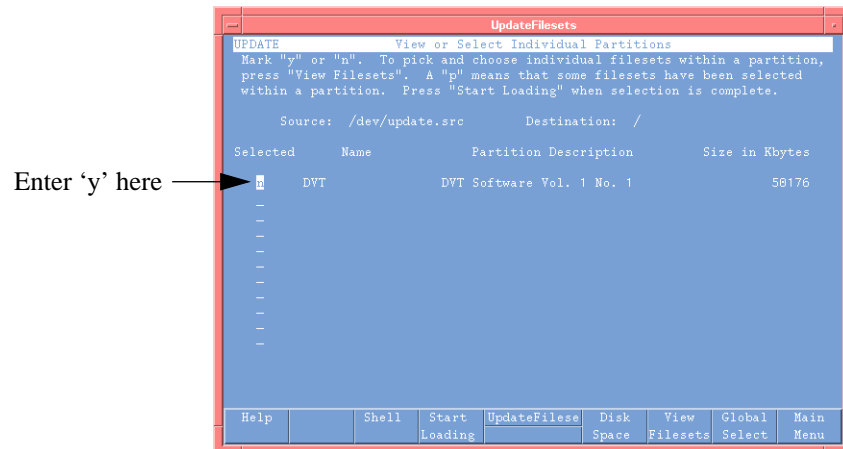 UpdateFilesets
UPDATE View or Select Individual Partitions
Mark "y" or "n". To pick and choose individual filesets within a partition,
press "View Filesets". A "p" means that some filesets have been selected
within a partition. Press "Start Loading" when selection is complete.
Source: /dev/update.src Destination: /
Selected Name Partition Description Size in Kbytes
Enter ‘y’ here
n DVT DVT Software Vol. 1 No. 1 50176
Help Shell Start Loading UpdateFilese Disk Space View Filesets Global Select Main Menu